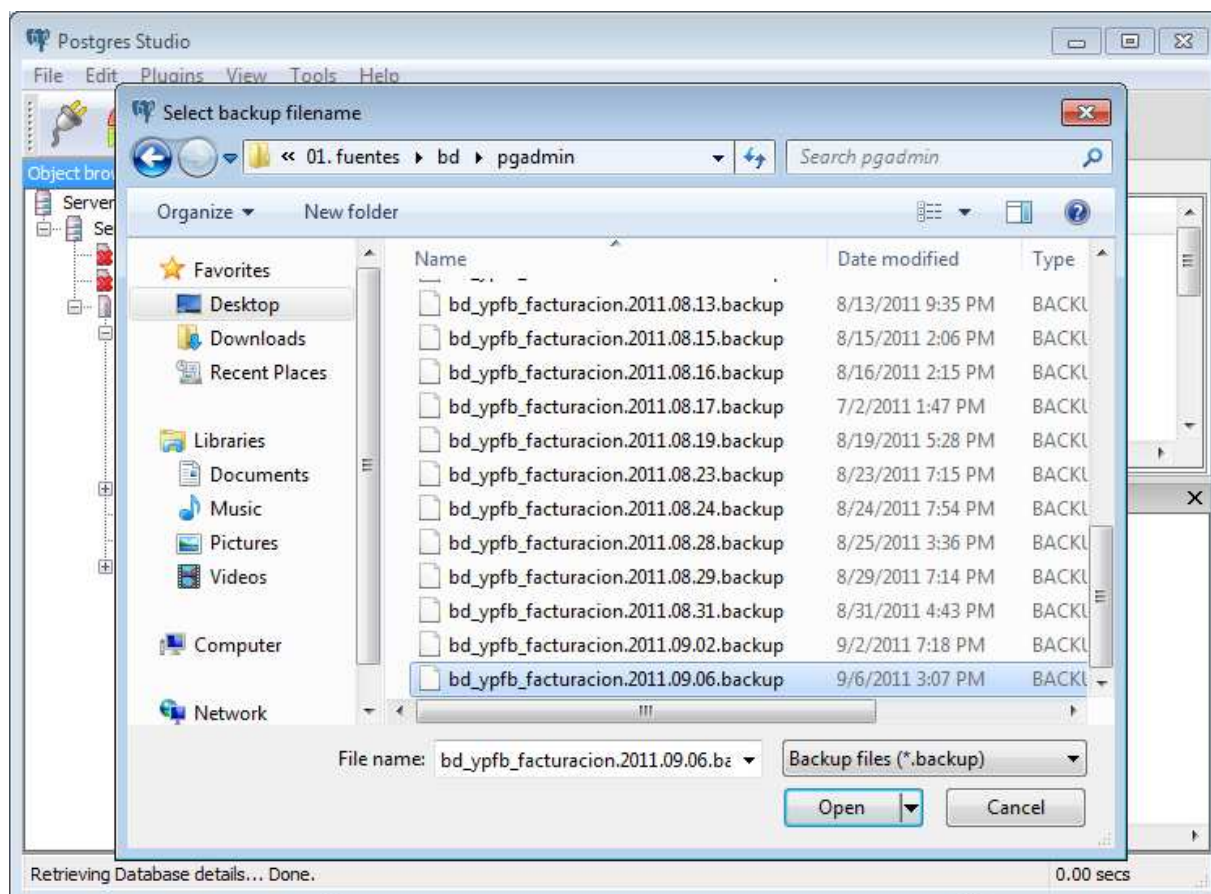 Postgres Studio
File Edit Plugins View Tools Help
Select backup filename
« 01. fuentes bd pgadmin
Search pgadmin
Object brov
Organize New folder
Server
Se
Favorites
Desktop
Downloads
Recent Places
Libraries
Documents
Music
Pictures
Videos
Computer
Network
Name Date modified Type
bd_ypfb_facturacion.2011.08.13.backup 8/13/2011 9:35 PM BACKU
bd_ypfb_facturacion.2011.08.15.backup 8/15/2011 2:06 PM BACKU
bd_ypfb_facturacion.2011.08.16.backup 8/16/2011 2:15 PM BACKU
bd_ypfb_facturacion.2011.08.17.backup 7/2/2011 1:47 PM BACKU
bd_ypfb_facturacion.2011.08.19.backup 8/19/2011 5:28 PM BACKU
bd_ypfb_facturacion.2011.08.23.backup 8/23/2011 7:15 PM BACKU
bd_ypfb_facturacion.2011.08.24.backup 8/24/2011 7:54 PM BACKU
bd_ypfb_facturacion.2011.08.28.backup 8/25/2011 3:36 PM BACKU
bd_ypfb_facturacion.2011.08.29.backup 8/29/2011 7:14 PM BACKU
bd_ypfb_facturacion.2011.08.31.backup 8/31/2011 4:43 PM BACKU
bd_ypfb_facturacion.2011.09.02.backup 9/2/2011 7:18 PM BACKU
bd_ypfb_facturacion.2011.09.06.backup 9/6/2011 3:07 PM BACKU
File name: bd_ypfb_facturacion.2011.09.06.ba Backup files (*.backup)
Open Cancel
Retrieving Database details... Done. 0.00 secs